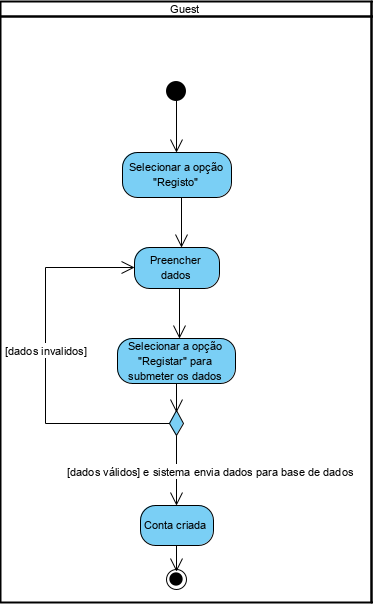 Guest
Selecionar a opção
"Registo"
Preencher
dados
Selecionar a opção
"Registar" para
submeter os dados
[dados invalidos]
[dados válidos] e sistema envia dados para base de dados
Conta criada